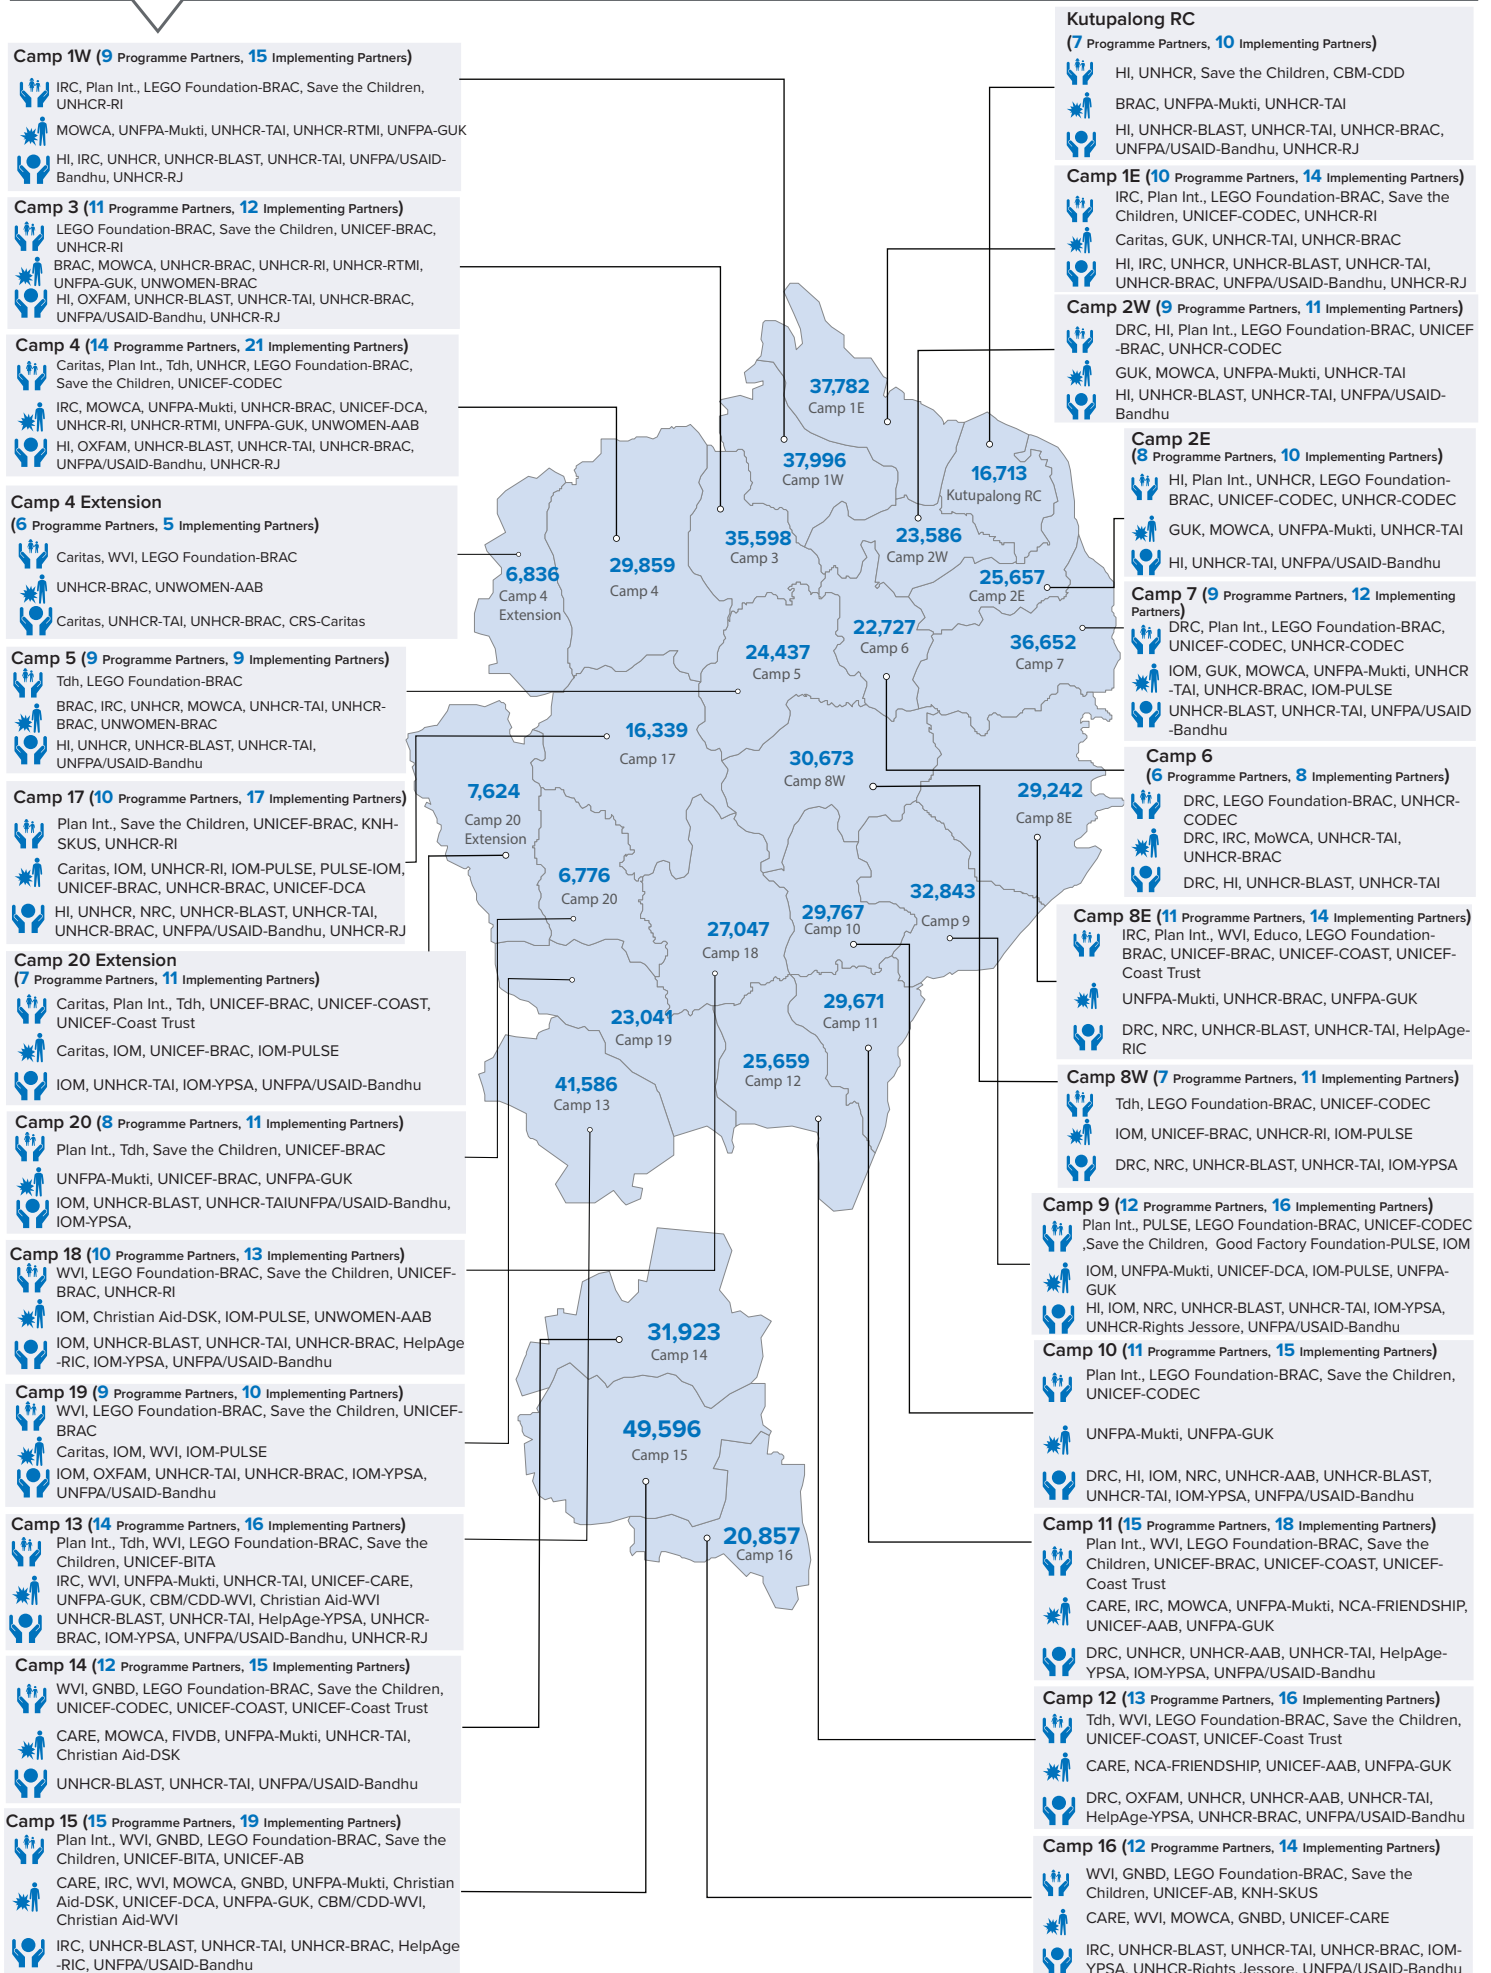 Camp 1W (9 Programme Partners, 15 Implementing Partners)
IRC, Plan Int., LEGO Foundation-BRAC, Save the Children,
UNHCR-RI
MOWCA, UNFPA-Mukti, UNHCR-TAI, UNHCR-RTMI, UNFPA-GUK
HI, IRC, UNHCR, UNHCR-BLAST, UNHCR-TAI, UNFPA/USAID-
Bandhu, UNHCR-RJ
Camp 3 (11 Programme Partners, 12 Implementing Partners)
LEGO Foundation-BRAC, Save the Children, UNICEF-BRAC,
UNHCR-RI
BRAC, MOWCA, UNHCR-BRAC, UNHCR-RI, UNHCR-RTMI,
UNFPA-GUK, UNWOMEN-BRAC
HI, OXFAM, UNHCR-BLAST, UNHCR-TAI, UNHCR-BRAC,
UNFPA/USAID-Bandhu, UNHCR-RJ
Camp 4 (14 Programme Partners, 21 Implementing Partners)
Caritas, Plan Int., Tdh, UNHCR, LEGO Foundation-BRAC,
Save the Children, UNICEF-CODEC
IRC, MOWCA, UNFPA-Mukti, UNHCR-BRAC, UNICEF-DCA,
UNHCR-RI, UNHCR-RTMI, UNFPA-GUK, UNWOMEN-AAB
HI, OXFAM, UNHCR-BLAST, UNHCR-TAI, UNHCR-BRAC,
UNFPA/USAID-Bandhu, UNHCR-RJ
Camp 4 Extension
(6 Programme Partners, 5 Implementing Partners)
Caritas, WVI, LEGO Foundation-BRAC
UNHCR-BRAC, UNWOMEN-AAB
Caritas, UNHCR-TAI, UNHCR-BRAC, CRS-Caritas
Camp 5 (9 Programme Partners, 9 Implementing Partners)
Tdh, LEGO Foundation-BRAC
BRAC, IRC, UNHCR, MOWCA, UNHCR-TAI, UNHCR-
BRAC, UNWOMEN-BRAC
HI, UNHCR, UNHCR-BLAST, UNHCR-TAI,
UNFPA/USAID-Bandhu
Camp 17 (10 Programme Partners, 17 Implementing Partners)
Plan Int., Save the Children, UNICEF-BRAC, KNH-
SKUS, UNHCR-RI
Caritas, IOM, UNHCR-RI, IOM-PULSE, PULSE-IOM,
UNICEF-BRAC, UNHCR-BRAC, UNICEF-DCA
HI, UNHCR, NRC, UNHCR-BLAST, UNHCR-TAI,
UNHCR-BRAC, UNFPA/USAID-Bandhu, UNHCR-RJ
Camp 20 Extension
(7 Programme Partners, 11 Implementing Partners)
Caritas, Plan Int., Tdh, UNICEF-BRAC, UNICEF-COAST,
UNICEF-Coast Trust
Caritas, IOM, UNICEF-BRAC, IOM-PULSE
IOM, UNHCR-TAI, IOM-YPSA, UNFPA/USAID-Bandhu
Camp 20 (8 Programme Partners, 11 Implementing Partners)
Plan Int., Tdh, Save the Children, UNICEF-BRAC
UNFPA-Mukti, UNICEF-BRAC, UNFPA-GUK
IOM, UNHCR-BLAST, UNHCR-TAIUNFPA/USAID-Bandhu,
IOM-YPSA,
Camp 18 (10 Programme Partners, 13 Implementing Partners)
WVI, LEGO Foundation-BRAC, Save the Children, UNICEF-
BRAC, UNHCR-RI
IOM, Christian Aid-DSK, IOM-PULSE, UNWOMEN-AAB
IOM, UNHCR-BLAST, UNHCR-TAI, UNHCR-BRAC, HelpAge
-RIC, IOM-YPSA, UNFPA/USAID-Bandhu
Camp 19 (9 Programme Partners, 10 Implementing Partners)
WVI, LEGO Foundation-BRAC, Save the Children, UNICEF-
BRAC
Caritas, IOM, WVI, IOM-PULSE
IOM, OXFAM, UNHCR-TAI, UNHCR-BRAC, IOM-YPSA,
UNFPA/USAID-Bandhu
Camp 13 (14 Programme Partners, 16 Implementing Partners)
Plan Int., Tdh, WVI, LEGO Foundation-BRAC, Save the
Children, UNICEF-BITA
IRC, WVI, UNFPA-Mukti, UNHCR-TAI, UNICEF-CARE,
UNFPA-GUK, CBM/CDD-WVI, Christian Aid-WVI
UNHCR-BLAST, UNHCR-TAI, HelpAge-YPSA, UNHCR-
BRAC, IOM-YPSA, UNFPA/USAID-Bandhu, UNHCR-RJ
Camp 14 (12 Programme Partners, 15 Implementing Partners)
WVI, GNBD, LEGO Foundation-BRAC, Save the Children,
UNICEF-CODEC, UNICEF-COAST, UNICEF-Coast Trust
CARE, MOWCA, FIVDB, UNFPA-Mukti, UNHCR-TAI,
Christian Aid-DSK
UNHCR-BLAST, UNHCR-TAI, UNFPA/USAID-Bandhu
Camp 15 (15 Programme Partners, 19 Implementing Partners)
Plan Int., WVI, GNBD, LEGO Foundation-BRAC, Save the
Children, UNICEF-BITA, UNICEF-AB
CARE, IRC, WVI, MOWCA, GNBD, UNFPA-Mukti, Christian
Aid-DSK, UNICEF-DCA, UNFPA-GUK, CBM/CDD-WVI,
Christian Aid-WVI
IRC, UNHCR-BLAST, UNHCR-TAI, UNHCR-BRAC, HelpAge
-RIC, UNFPA/USAID-Bandhu
37,782
Camp 1E
37,996
Camp 1W
16,713
Kutupalong RC
35,598
Camp 3
23,586
Camp 2W
29,859
Camp 4
6,836
Camp 4
Extension
25,657
Camp 2E
22,727
Camp 6
36,652
Camp 7
24,437
Camp 5
16,339
Camp 17
30,673
Camp 8W
7,624
Camp 20
Extension
29,242
Camp 8E
6,776
Camp 20
32,843
Camp 9
29,767
Camp 10
27,047
Camp 18
29,671
Camp 11
23,041
Camp 19
25,659
Camp 12
41,586
Camp 13
31,923
Camp 14
49,596
Camp 15
20,857
Camp 16
Kutupalong RC
(7 Programme Partners, 10 Implementing Partners)
HI, UNHCR, Save the Children, CBM-CDD
BRAC, UNFPA-Mukti, UNHCR-TAI
HI, UNHCR-BLAST, UNHCR-TAI, UNHCR-BRAC,
UNFPA/USAID-Bandhu, UNHCR-RJ
Camp 1E (10 Programme Partners, 14 Implementing Partners)
IRC, Plan Int., LEGO Foundation-BRAC, Save the
Children, UNICEF-CODEC, UNHCR-RI
Caritas, GUK, UNHCR-TAI, UNHCR-BRAC
HI, IRC, UNHCR, UNHCR-BLAST, UNHCR-TAI,
UNHCR-BRAC, UNFPA/USAID-Bandhu, UNHCR-RJ
Camp 2W (9 Programme Partners, 11 Implementing Partners)
DRC, HI, Plan Int., LEGO Foundation-BRAC, UNICEF
-BRAC, UNHCR-CODEC
GUK, MOWCA, UNFPA-Mukti, UNHCR-TAI
HI, UNHCR-BLAST, UNHCR-TAI, UNFPA/USAID-
Bandhu
Camp 2E
(8 Programme Partners, 10 Implementing Partners)
HI, Plan Int., UNHCR, LEGO Foundation-
BRAC, UNICEF-CODEC, UNHCR-CODEC
GUK, MOWCA, UNFPA-Mukti, UNHCR-TAI
HI, UNHCR-TAI, UNFPA/USAID-Bandhu
Camp 7 (9 Programme Partners, 12 Implementing
Partners)
DRC, Plan Int., LEGO Foundation-BRAC,
UNICEF-CODEC, UNHCR-CODEC
IOM, GUK, MOWCA, UNFPA-Mukti, UNHCR
-TAI, UNHCR-BRAC, IOM-PULSE
UNHCR-BLAST, UNHCR-TAI, UNFPA/USAID
-Bandhu
Camp 6
(6 Programme Partners, 8 Implementing Partners)
DRC, LEGO Foundation-BRAC, UNHCR-
CODEC
DRC, IRC, MoWCA, UNHCR-TAI,
UNHCR-BRAC
DRC, HI, UNHCR-BLAST, UNHCR-TAI
Camp 8E (11 Programme Partners, 14 Implementing Partners)
IRC, Plan Int., WVI, Educo, LEGO Foundation-
BRAC, UNICEF-BRAC, UNICEF-COAST, UNICEF-
Coast Trust
UNFPA-Mukti, UNHCR-BRAC, UNFPA-GUK
DRC, NRC, UNHCR-BLAST, UNHCR-TAI, HelpAge-
RIC
Camp 8W (7 Programme Partners, 11 Implementing Partners)
Tdh, LEGO Foundation-BRAC, UNICEF-CODEC
IOM, UNICEF-BRAC, UNHCR-RI, IOM-PULSE
DRC, NRC, UNHCR-BLAST, UNHCR-TAI, IOM-YPSA
Camp 9 (12 Programme Partners, 16 Implementing Partners)
Plan Int., PULSE, LEGO Foundation-BRAC, UNICEF-CODEC
,Save the Children, Good Factory Foundation-PULSE, IOM
IOM, UNFPA-Mukti, UNICEF-DCA, IOM-PULSE, UNFPA-
GUK
HI, IOM, NRC, UNHCR-BLAST, UNHCR-TAI, IOM-YPSA,
UNHCR-Rights Jessore, UNFPA/USAID-Bandhu
Camp 10 (11 Programme Partners, 15 Implementing Partners)
Plan Int., LEGO Foundation-BRAC, Save the Children,
UNICEF-CODEC
UNFPA-Mukti, UNFPA-GUK
DRC, HI, IOM, NRC, UNHCR-AAB, UNHCR-BLAST,
UNHCR-TAI, IOM-YPSA, UNFPA/USAID-Bandhu
Camp 11 (15 Programme Partners, 18 Implementing Partners)
Plan Int., WVI, LEGO Foundation-BRAC, Save the
Children, UNICEF-BRAC, UNICEF-COAST, UNICEF-
Coast Trust
CARE, IRC, MOWCA, UNFPA-Mukti, NCA-FRIENDSHIP,
UNICEF-AAB, UNFPA-GUK
DRC, UNHCR, UNHCR-AAB, UNHCR-TAI, HelpAge-
YPSA, IOM-YPSA, UNFPA/USAID-Bandhu
Camp 12 (13 Programme Partners, 16 Implementing Partners)
Tdh, WVI, LEGO Foundation-BRAC, Save the Children,
UNICEF-COAST, UNICEF-Coast Trust
CARE, NCA-FRIENDSHIP, UNICEF-AAB, UNFPA-GUK
DRC, OXFAM, UNHCR, UNHCR-AAB, UNHCR-TAI,
HelpAge-YPSA, UNHCR-BRAC, UNFPA/USAID-Bandhu
Camp 16 (12 Programme Partners, 14 Implementing Partners)
WVI, GNBD, LEGO Foundation-BRAC, Save the
Children, UNICEF-AB, KNH-SKUS
CARE, WVI, MOWCA, GNBD, UNICEF-CARE
IRC, UNHCR-BLAST, UNHCR-TAI, UNHCR-BRAC, IOM-
YPSA, UNHCR-Rights Jessore, UNFPA/USAID-Bandhu